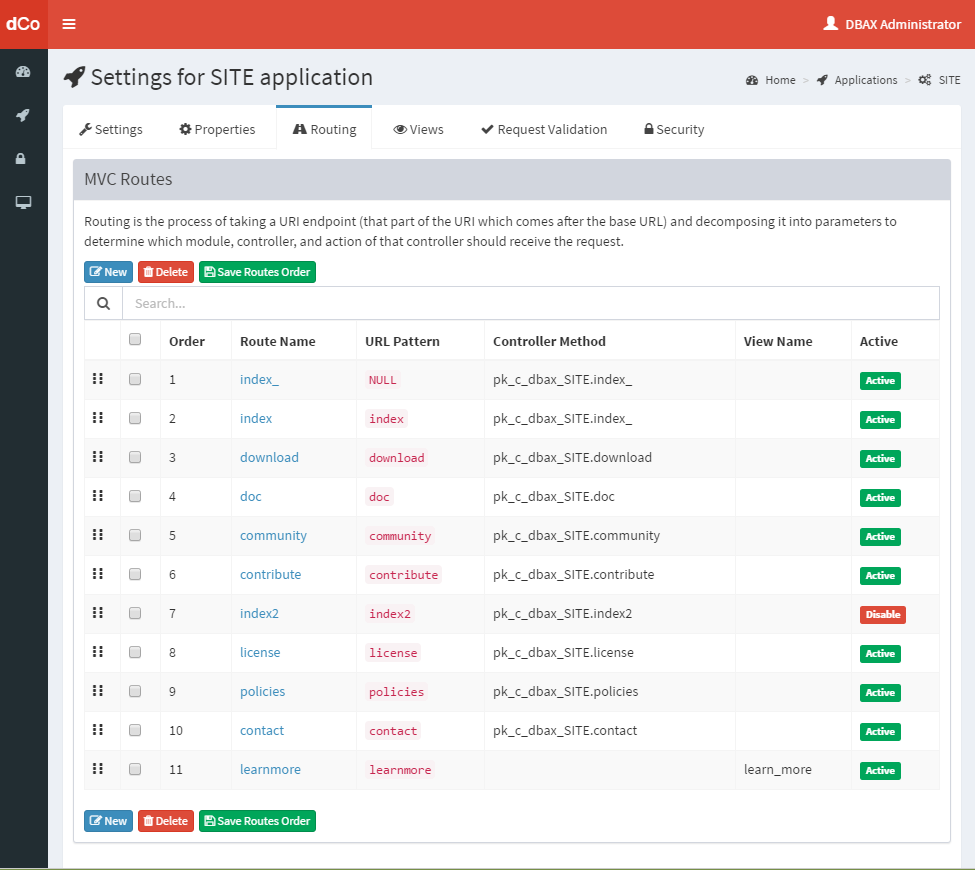 dCo DBAX Administrator
Settings for SITE application Home > Applications > SITE
Settings Properties Routing Views Request Validation Security
MVC Routes
Routing is the process of taking a URI endpoint (that part of the URI which comes after the base URL) and decomposing it into parameters to
determine which module, controller, and action of that controller should receive the request.
New Delete Save Routes Order
Search...
Order Route Name URL Pattern Controller Method View Name Active
1 index_ NULL pk_c_dbax_SITE.index_ Active
2 index index pk_c_dbax_SITE.index_ Active
3 download download pk_c_dbax_SITE.download Active
4 doc doc pk_c_dbax_SITE.doc Active
5 community community pk_c_dbax_SITE.community Active
6 contribute contribute pk_c_dbax_SITE.contribute Active
7 index2 index2 pk_c_dbax_SITE.index2 Disable
8 license license pk_c_dbax_SITE.license Active
9 policies policies pk_c_dbax_SITE.policies Active
10 contact contact pk_c_dbax_SITE.contact Active
11 learnmore learnmore learn_more Active
New Delete Save Routes Order